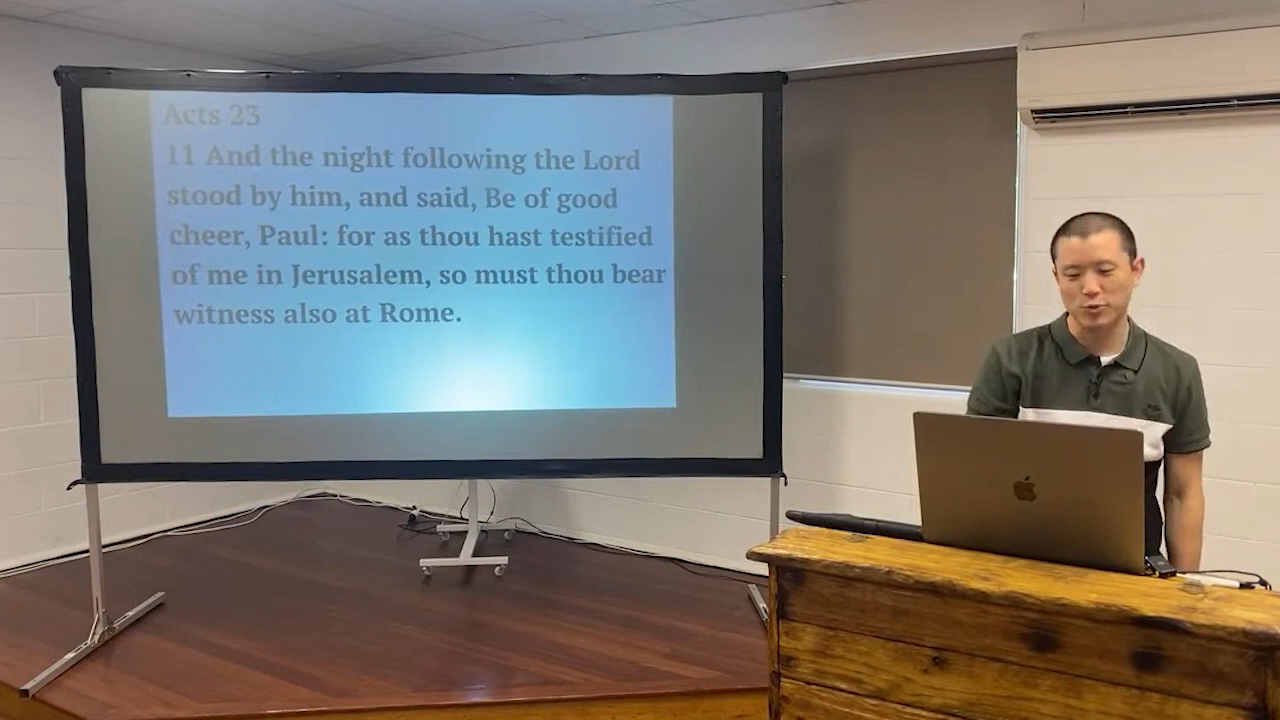 Acts 23
11 And the night following the Lord
stood by him, and said, Be of good
cheer, Paul: for as thou hast testified
of me in Jerusalem, so must thou bear
witness also at Rome.